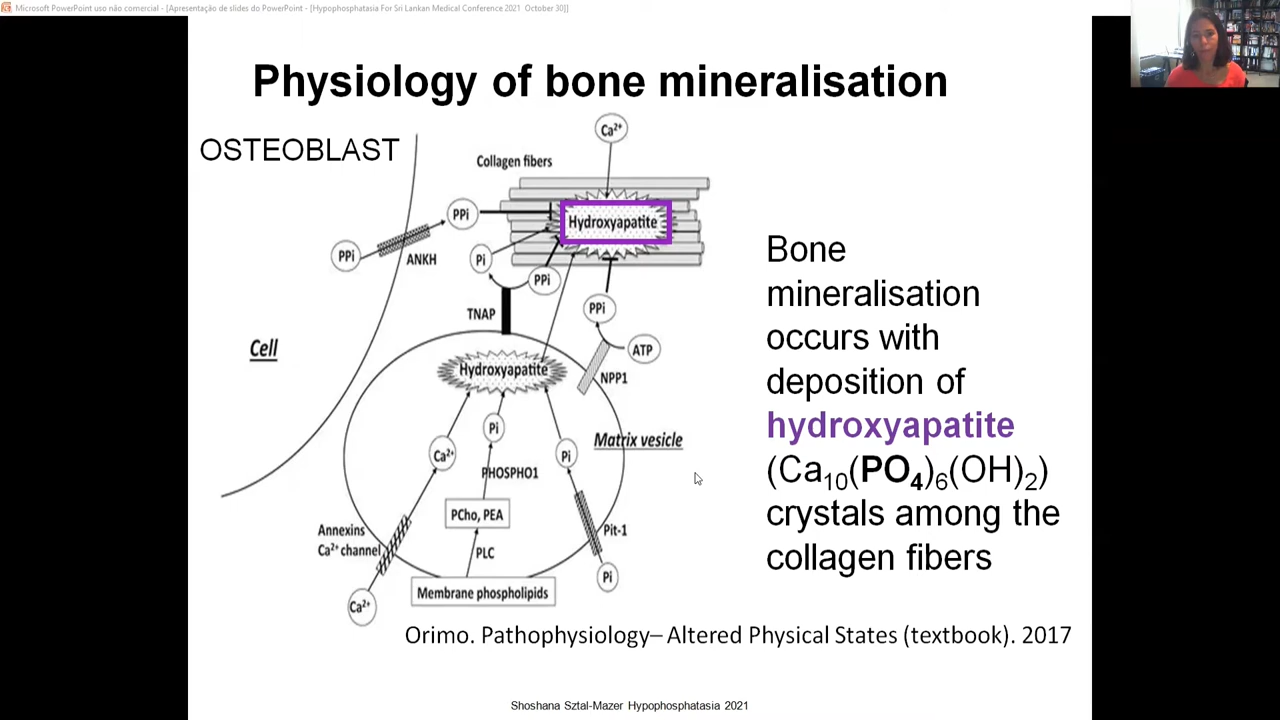 Microsoft PowerPoint uso não comercial - [Apresentação de slides do PowerPoint - [Hypophosphatasia For Sri Lankan Medical Conference 2021 October 30]]
Physiology of bone mineralisation
OSTEOBLAST
Ca²⁺
Collagen fibers
Hydroxyapatite
PPi
PPi
ANKH
Pi
PPi
TNAP
PPi
ATP
NPP1
Cell
Hydroxyapatite
Pi
Ca²⁺
Pi
Matrix vesicle
PHOSPHO1
PCho, PEA
Annexins
Ca²⁺ channel
Pit-1
PLC
Pi
Membrane phospholipids
Ca²⁺
Bone
mineralisation
occurs with
deposition of
hydroxyapatite
(Ca₁₀(PO₄)₆(OH)₂)
crystals among the
collagen fibers
Orimo. Pathophysiology– Altered Physical States (textbook). 2017
Shoshana Sztal-Mazer Hypophosphatasia 2021